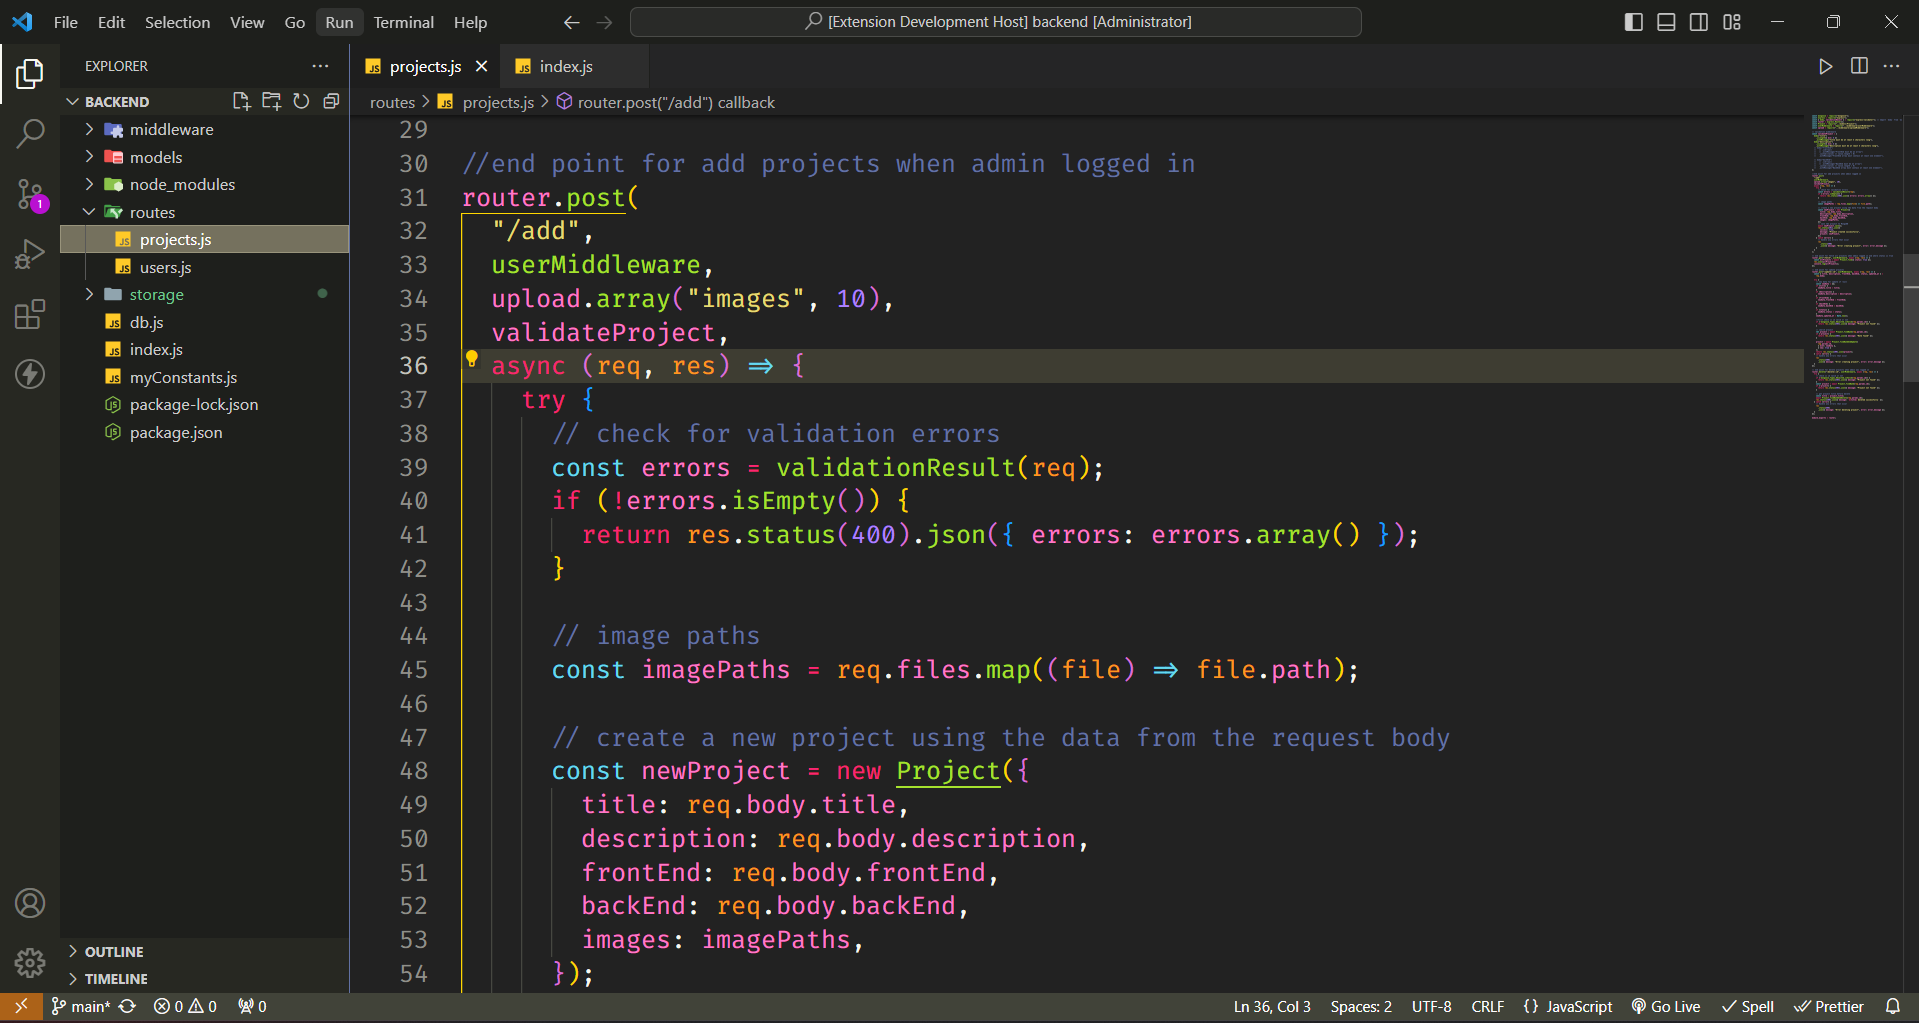 File Edit Selection View Go Run Terminal Help
[Extension Development Host] backend [Administrator]
EXPLORER
BACKEND
middleware
models
node_modules
routes
projects.js
users.js
storage
db.js
index.js
myConstants.js
package-lock.json
package.json
OUTLINE
TIMELINE
1
projects.js index.js
routes > projects.js > router.post("/add") callback
29
30 //end point for add projects when admin logged in
31 router.post(
32 "/add",
33 userMiddleware,
34 upload.array("images", 10),
35 validateProject,
36 async (req, res) => {
37 try {
38 // check for validation errors
39 const errors = validationResult(req);
40 if (!errors.isEmpty()) {
41 return res.status(400).json({ errors: errors.array() });
42 }
43
44 // image paths
45 const imagePaths = req.files.map((file) => file.path);
46
47 // create a new project using the data from the request body
48 const newProject = new Project({
49 title: req.body.title,
50 description: req.body.description,
51 frontEnd: req.body.frontEnd,
52 backEnd: req.body.backEnd,
53 images: imagePaths,
54 });
main* 0 0 0 Ln 36, Col 3 Spaces: 2 UTF-8 CRLF {} JavaScript Go Live Spell Prettier